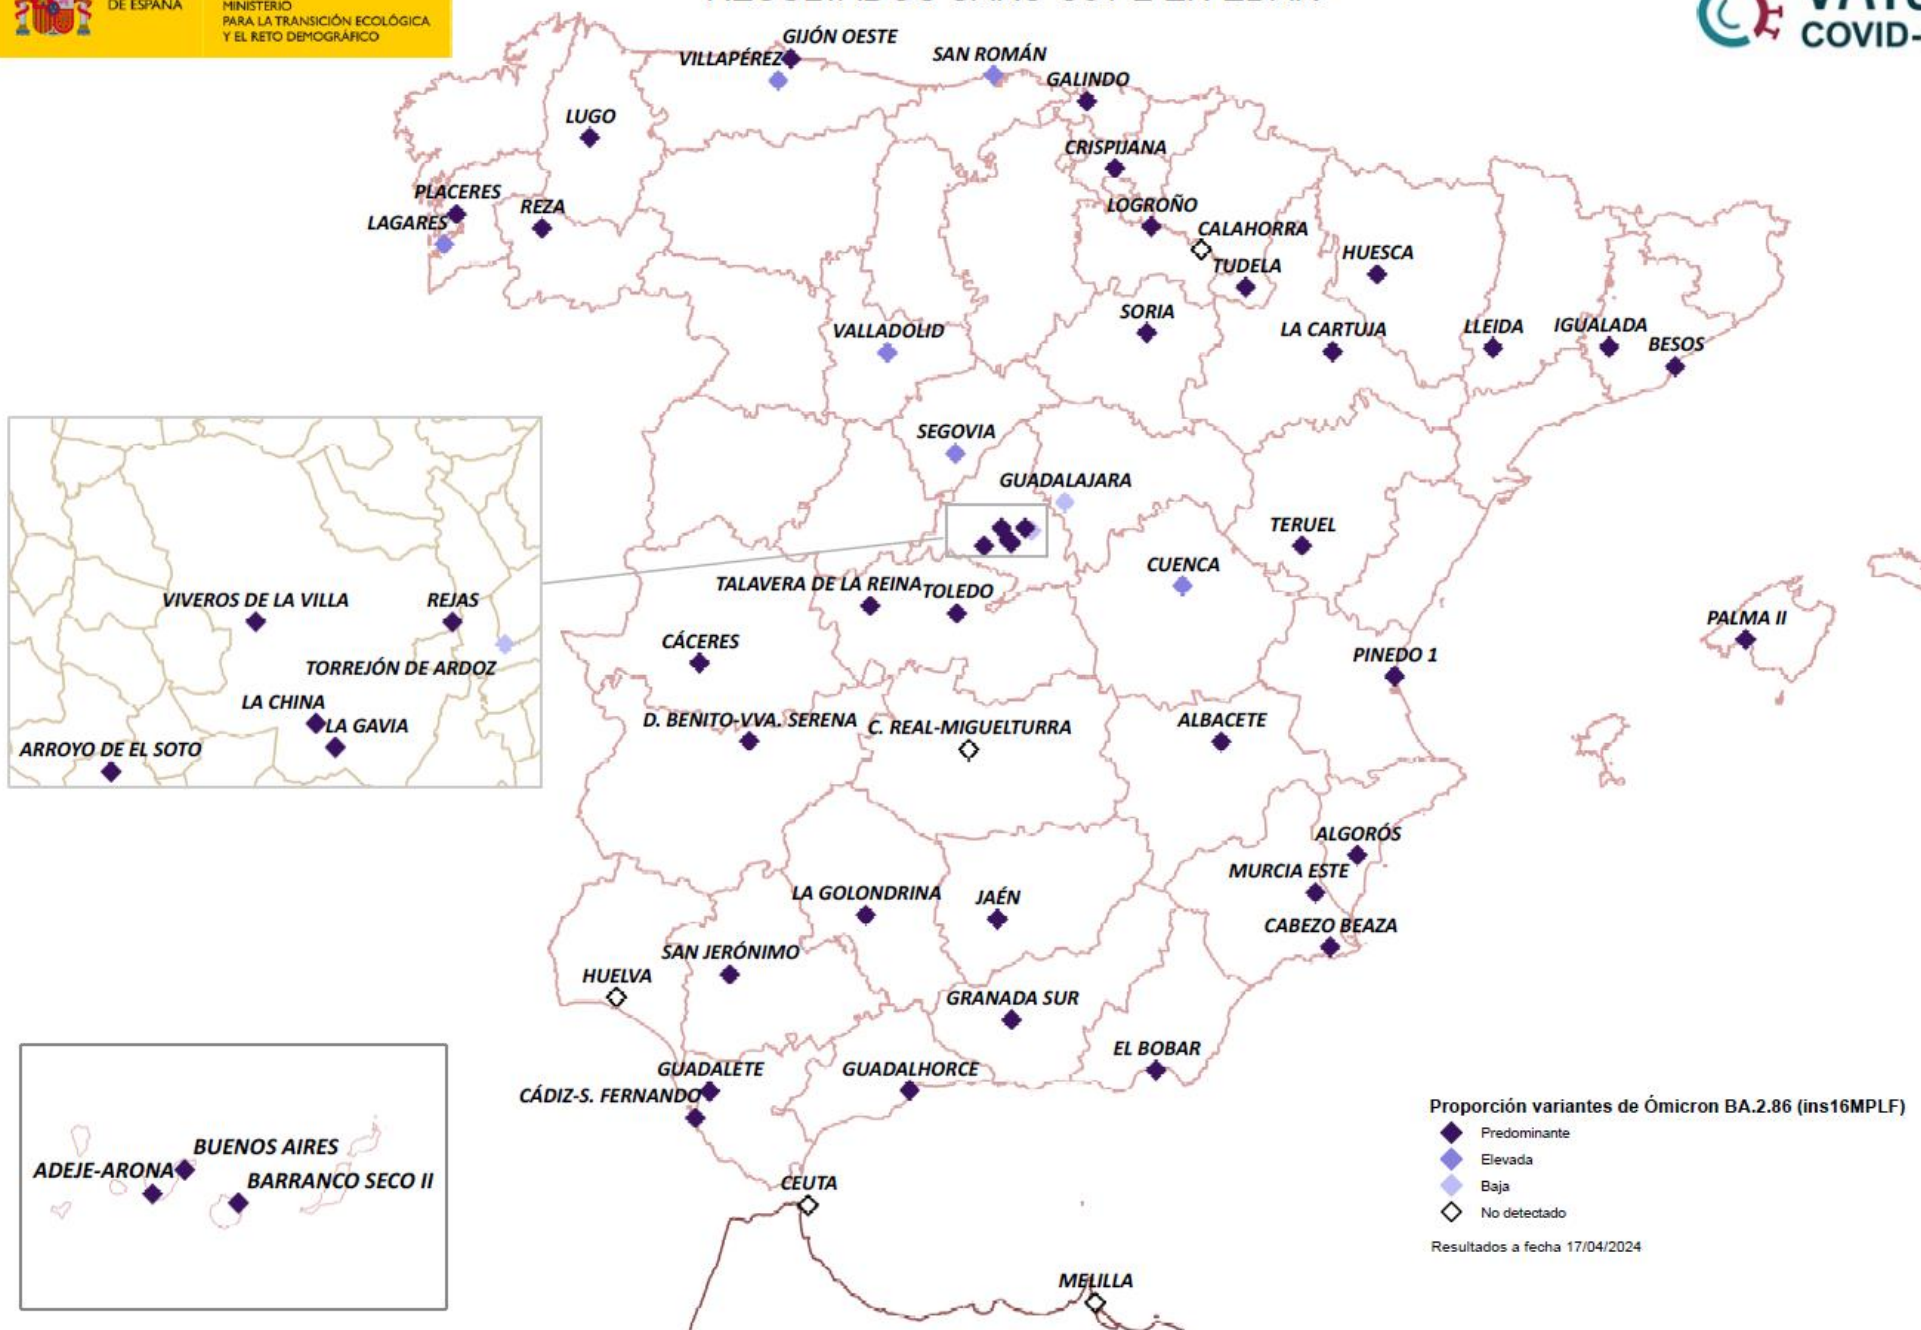 DE ESPAÑA
MINISTERIO
PARA LA TRANSICIÓN ECOLÓGICA
Y EL RETO DEMOGRÁFICO
COVID-
GIJÓN OESTE
VILLAPÉREZ
SAN ROMÁN
GALINDO
LUGO
CRISPIJANA
PLACERES
REZA
LOGROÑO
LAGARES
CALAHORRA
HUESCA
TUDELA
SORIA
VALLADOLID
LA CARTUJA
LLEIDA
IGUALADA
BESOS
SEGOVIA
GUADALAJARA
TERUEL
CUENCA
TALAVERA DE LA REINA
TOLEDO
VIVEROS DE LA VILLA
REJAS
PALMA II
CÁCERES
PINEDO 1
TORREJÓN DE ARDOZ
LA CHINA
LA GAVIA
D. BENITO-VVA. SERENA
C. REAL-MIGUELTURRA
ALBACETE
ARROYO DE EL SOTO
ALGORÓS
MURCIA ESTE
LA GOLONDRINA
JAÉN
CABEZO BEAZA
SAN JERÓNIMO
HUELVA
GRANADA SUR
EL BOBAR
GUADALETE
GUADALHORCE
CÁDIZ-S. FERNANDO
BUENOS AIRES
ADEJE-ARONA
BARRANCO SECO II
CEUTA
MELILLA
Proporción variantes de Ómicron BA.2.86 (ins16MPLF)
Predominante
Elevada
Baja
No detectado
Resultados a fecha 17/04/2024